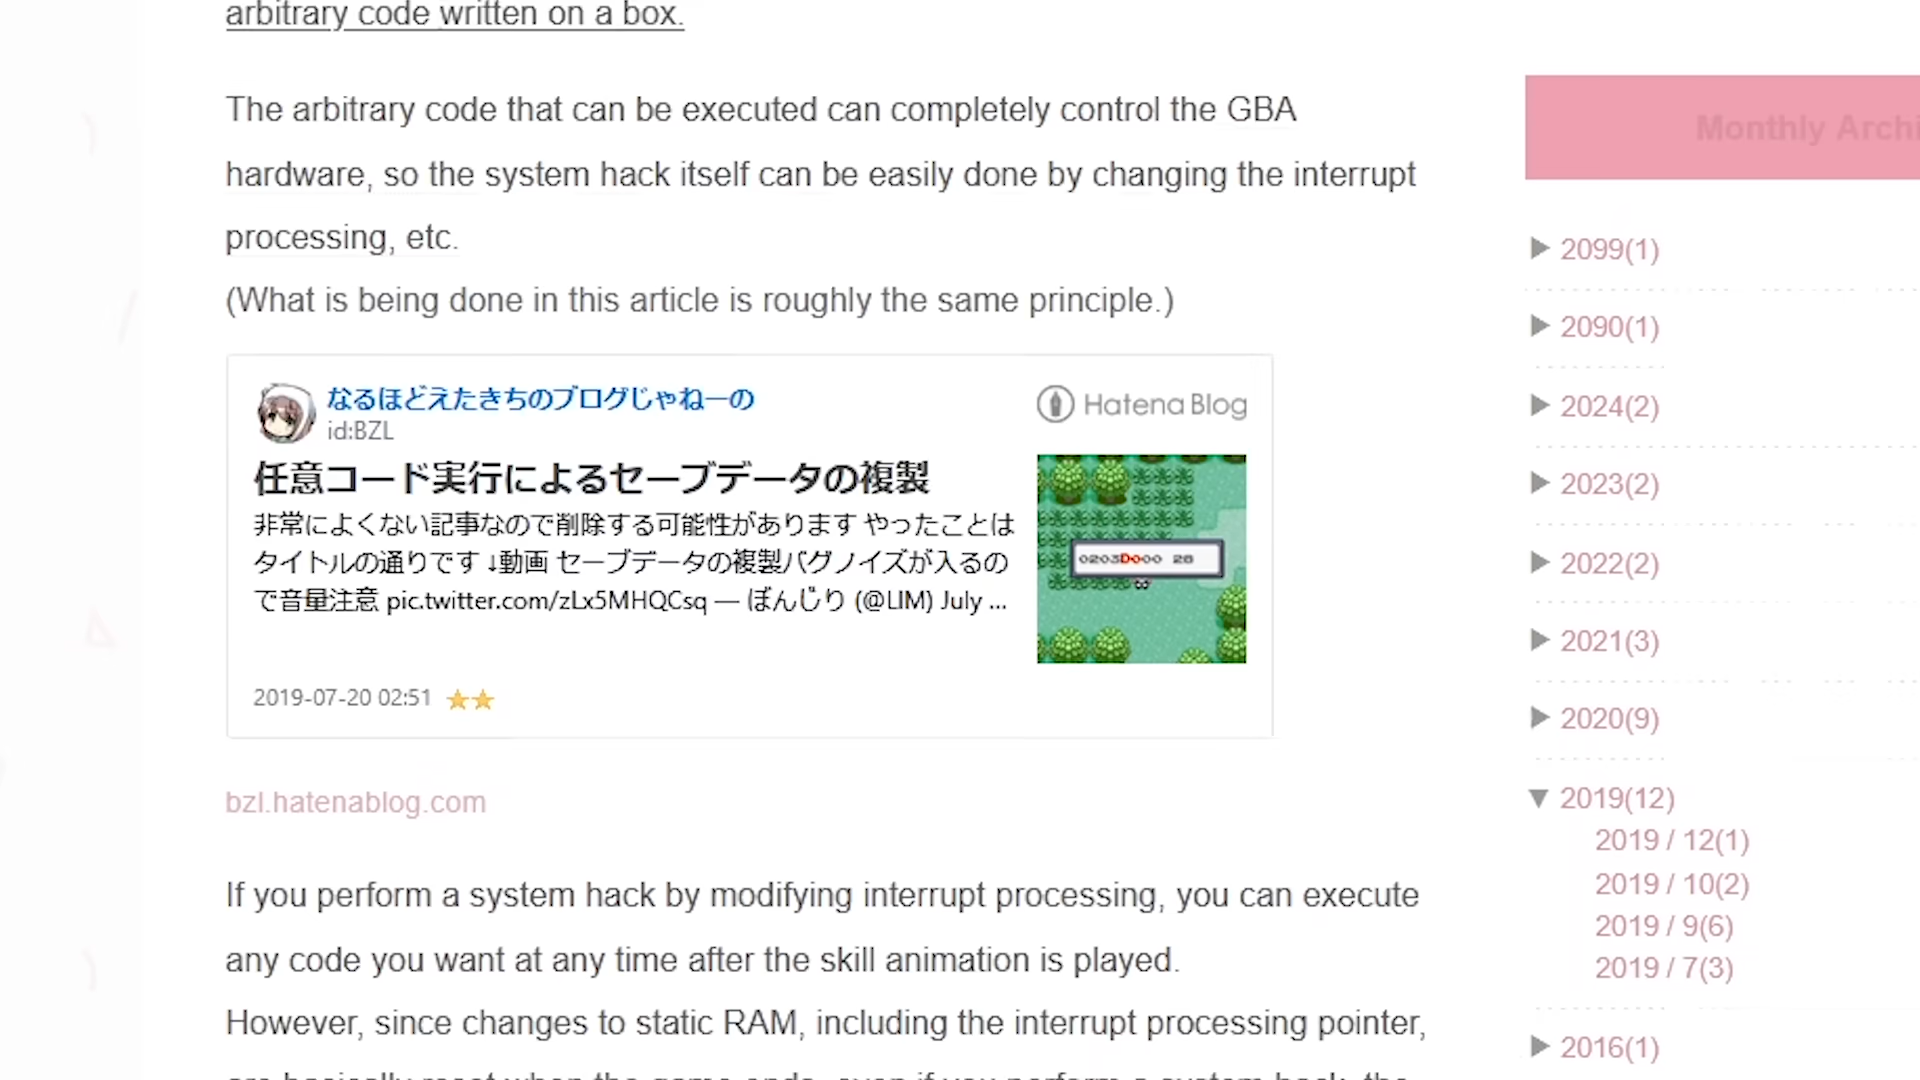 arbitrary code written on a box.
The arbitrary code that can be executed can completely control the GBA
hardware, so the system hack itself can be easily done by changing the interrupt
processing, etc.
(What is being done in this article is roughly the same principle.)
なるほどえたきちのブログじゃねーの
id:BZL
Hatena Blog
任意コード実行によるセーブデータの複製
非常によくない記事なので削除する可能性があります やったことは
タイトルの通りです ↓動画 セーブデータの複製バグノイズが入るの
で音量注意 pic.twitter.com/zLx5MHQCsq — ぼんじり (@LIM) July ...
0203D000 28
2019-07-20 02:51
bzl.hatenablog.com
If you perform a system hack by modifying interrupt processing, you can execute
any code you want at any time after the skill animation is played.
However, since changes to static RAM, including the interrupt processing pointer,
Monthly Archi
2099(1)
2090(1)
2024(2)
2023(2)
2022(2)
2021(3)
2020(9)
2019(12)
2019 / 12(1)
2019 / 10(2)
2019 / 9(6)
2019 / 7(3)
2016(1)